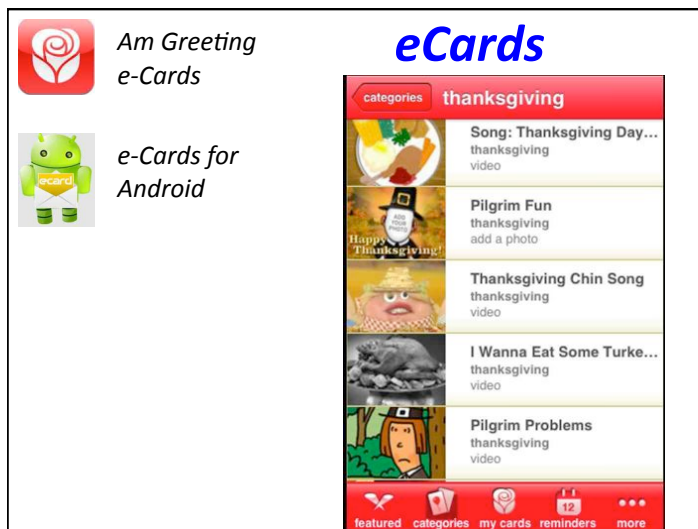 Am Greeting
e-Cards
eCards
e-Cards for
Android
ecard
categories
thanksgiving
Song: Thanksgiving Day...
thanksgiving
video
ADD
YOUR
PHOTO
Happy
Thanksgiving!
Pilgrim Fun
thanksgiving
add a photo
Thanksgiving Chin Song
thanksgiving
video
I Wanna Eat Some Turke...
thanksgiving
video
Pilgrim Problems
thanksgiving
video
12
featured categories my cards reminders more